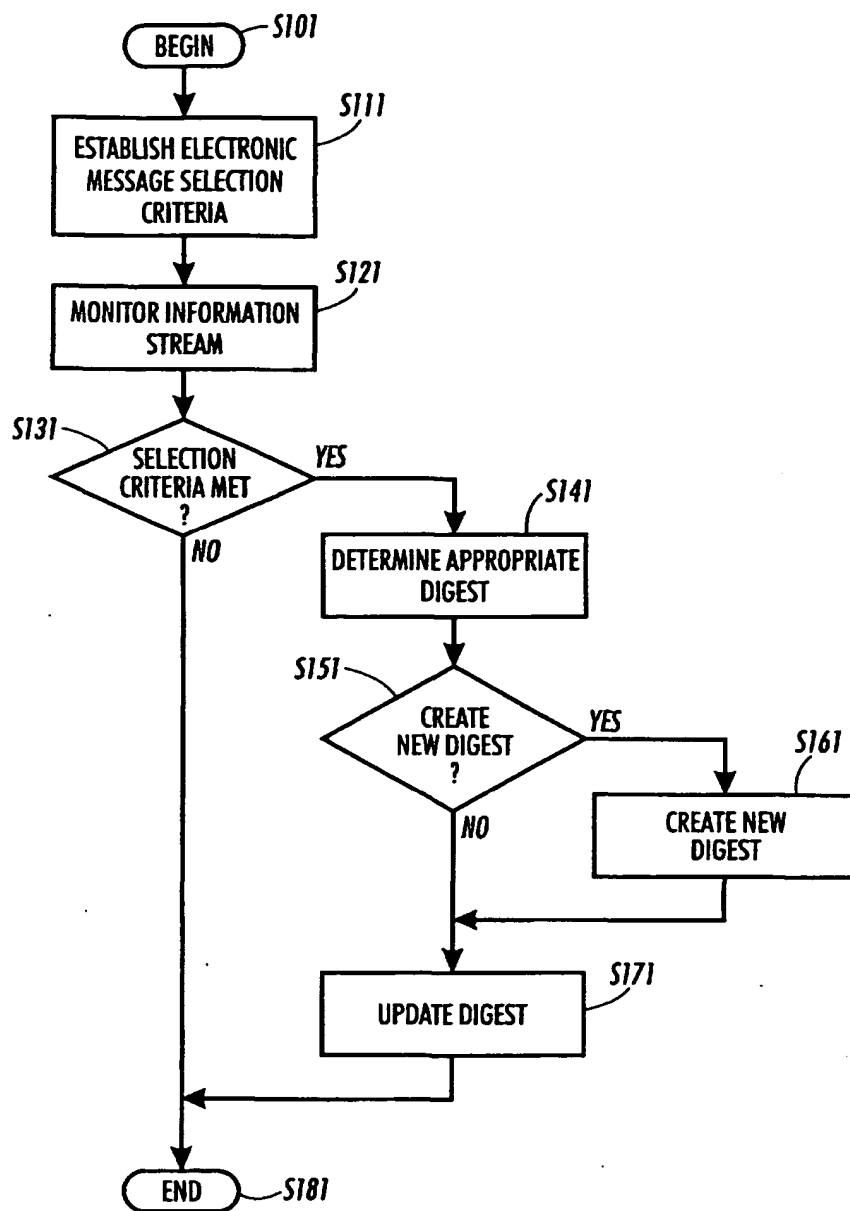 BEGIN
S101
S111
ESTABLISH ELECTRONIC
MESSAGE SELECTION
CRITERIA
S121
MONITOR INFORMATION
STREAM
S131
SELECTION
CRITERIA MET
?
YES
NO
S141
DETERMINE APPROPRIATE
DIGEST
S151
CREATE
NEW DIGEST
?
YES
NO
S161
CREATE NEW
DIGEST
S171
UPDATE DIGEST
END
S181